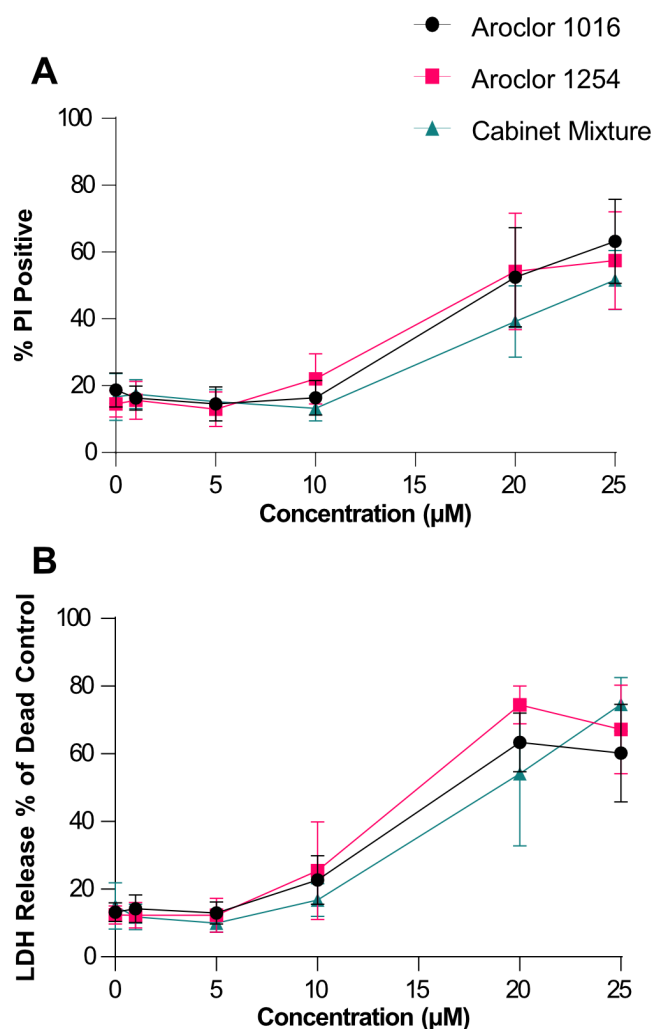 Aroclor 1016
Aroclor 1254
Cabinet Mixture
A
% PI Positive
100
80
60
40
20
0
0 5 10 15 20 25
Concentration (µM)
B
LDH Release % of Dead Control
100
80
60
40
20
0
0 5 10 15 20 25
Concentration (µM)